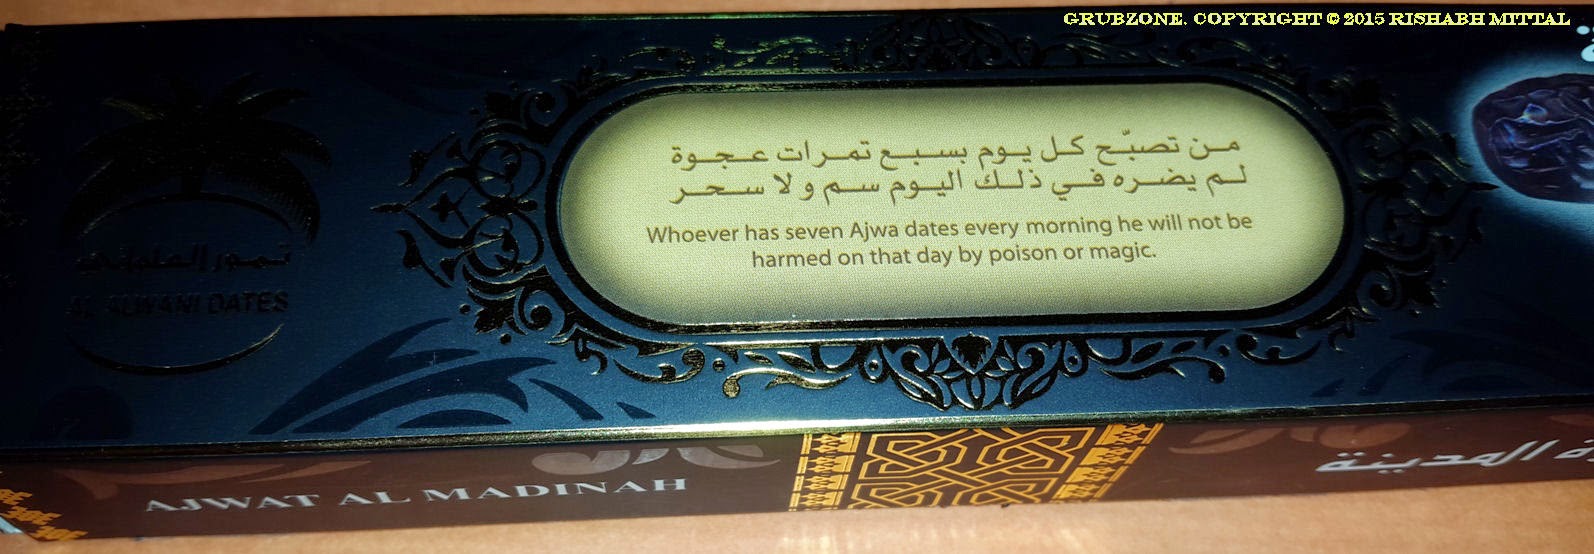 GRUBZONE. COPYRIGHT © 2015 RISHABH MITTAL
من تصبّح كل يوم بسبع تمرات عجوة
لم يضره في ذلك اليوم سم ولا سحر
Whoever has seven Ajwa dates every morning he will not be
harmed on that day by poison or magic.
تمور العلواني
AL ALWANI DATES
AJWAT AL MADINAH
المدينة